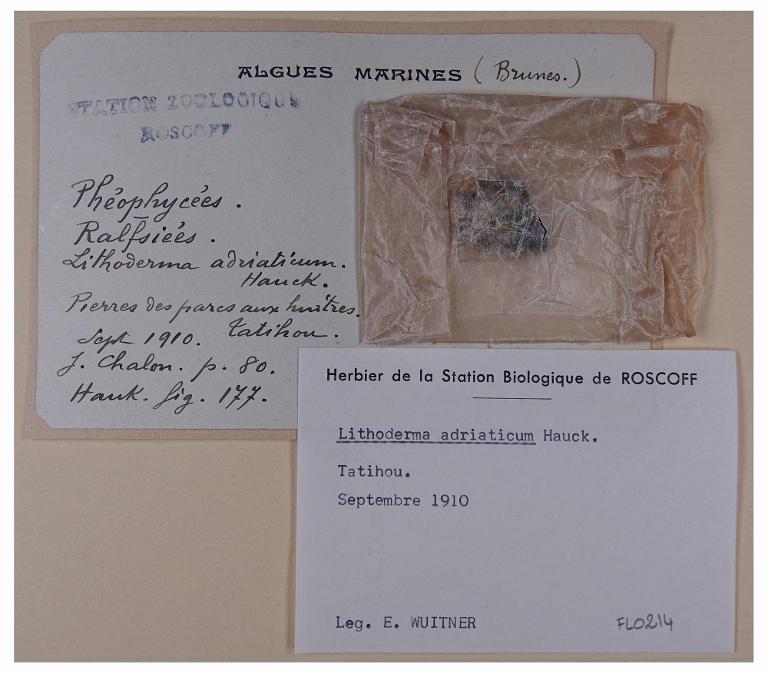 ALGUES MARINES (Brunes.)
STATION ZOOLOGIQUE
ROSCOFF
Phéophycées.
Ralfsiées.
Lithoderma adriaticum.
Hauck.
Pierres des parcs aux huîtres.
Sept 1910. Tatihou.
J. Chalon. p. 80.
Hauk. fig. 177.
Herbier de la Station Biologique de ROSCOFF
Lithoderma adriaticum Hauck.
Tatihou.
Septembre 1910
Leg. E. WUITNER
FL0214